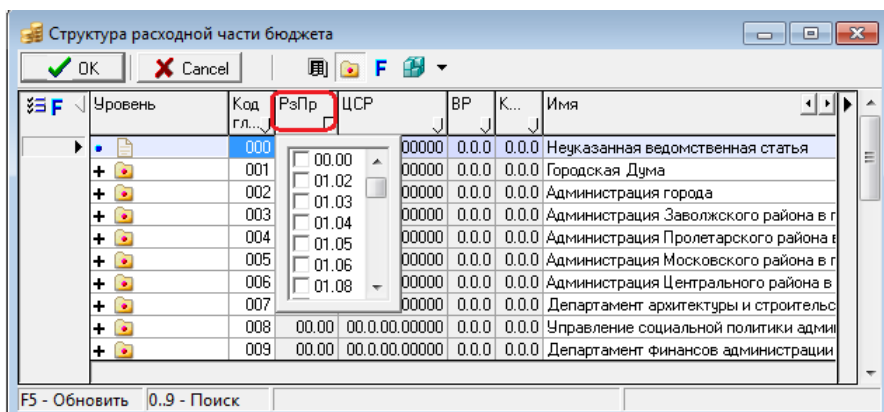 Структура расходной части бюджета
OK Cancel F
F Уровень Код гл... РзПр ЦСР ВР К... Имя
000 00000 0.0.0 0.0.0 Неуказанная ведомственная статья
001 00000 0.0.0 0.0.0 Городская Дума
002 00000 0.0.0 0.0.0 Администрация города
003 00000 0.0.0 0.0.0 Администрация Заволжского района в г
004 00000 0.0.0 0.0.0 Администрация Пролетарского района в
005 00000 0.0.0 0.0.0 Администрация Московского района в г
006 00000 0.0.0 0.0.0 Администрация Центрального района в
007 00000 0.0.0 0.0.0 Департамент архитектуры и строительс
008 00.00 00.0.00.00000 0.0.0 0.0.0 Управление социальной политики админ
009 00.00 00.0.00.00000 0.0.0 0.0.0 Департамент финансов администрации
00.00
01.02
01.03
01.04
01.05
01.06
01.08
F5 - Обновить 0..9 - Поиск